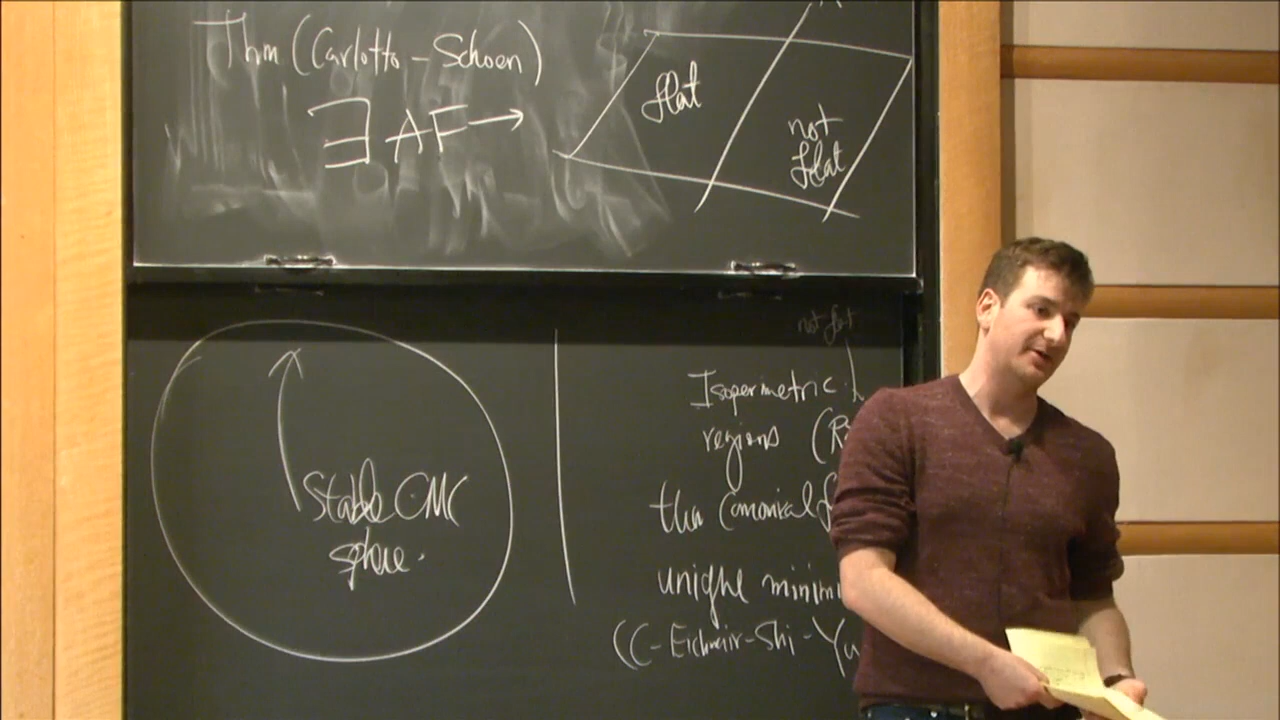 Thm (Carlotto - Schoen)
∃ AF →
flat
not
flat
not flat
Isoperimetric
regions (R
the canonical f
unique minim
(C-Eichmair-Shi-Yu
Stable CMC
sphere.